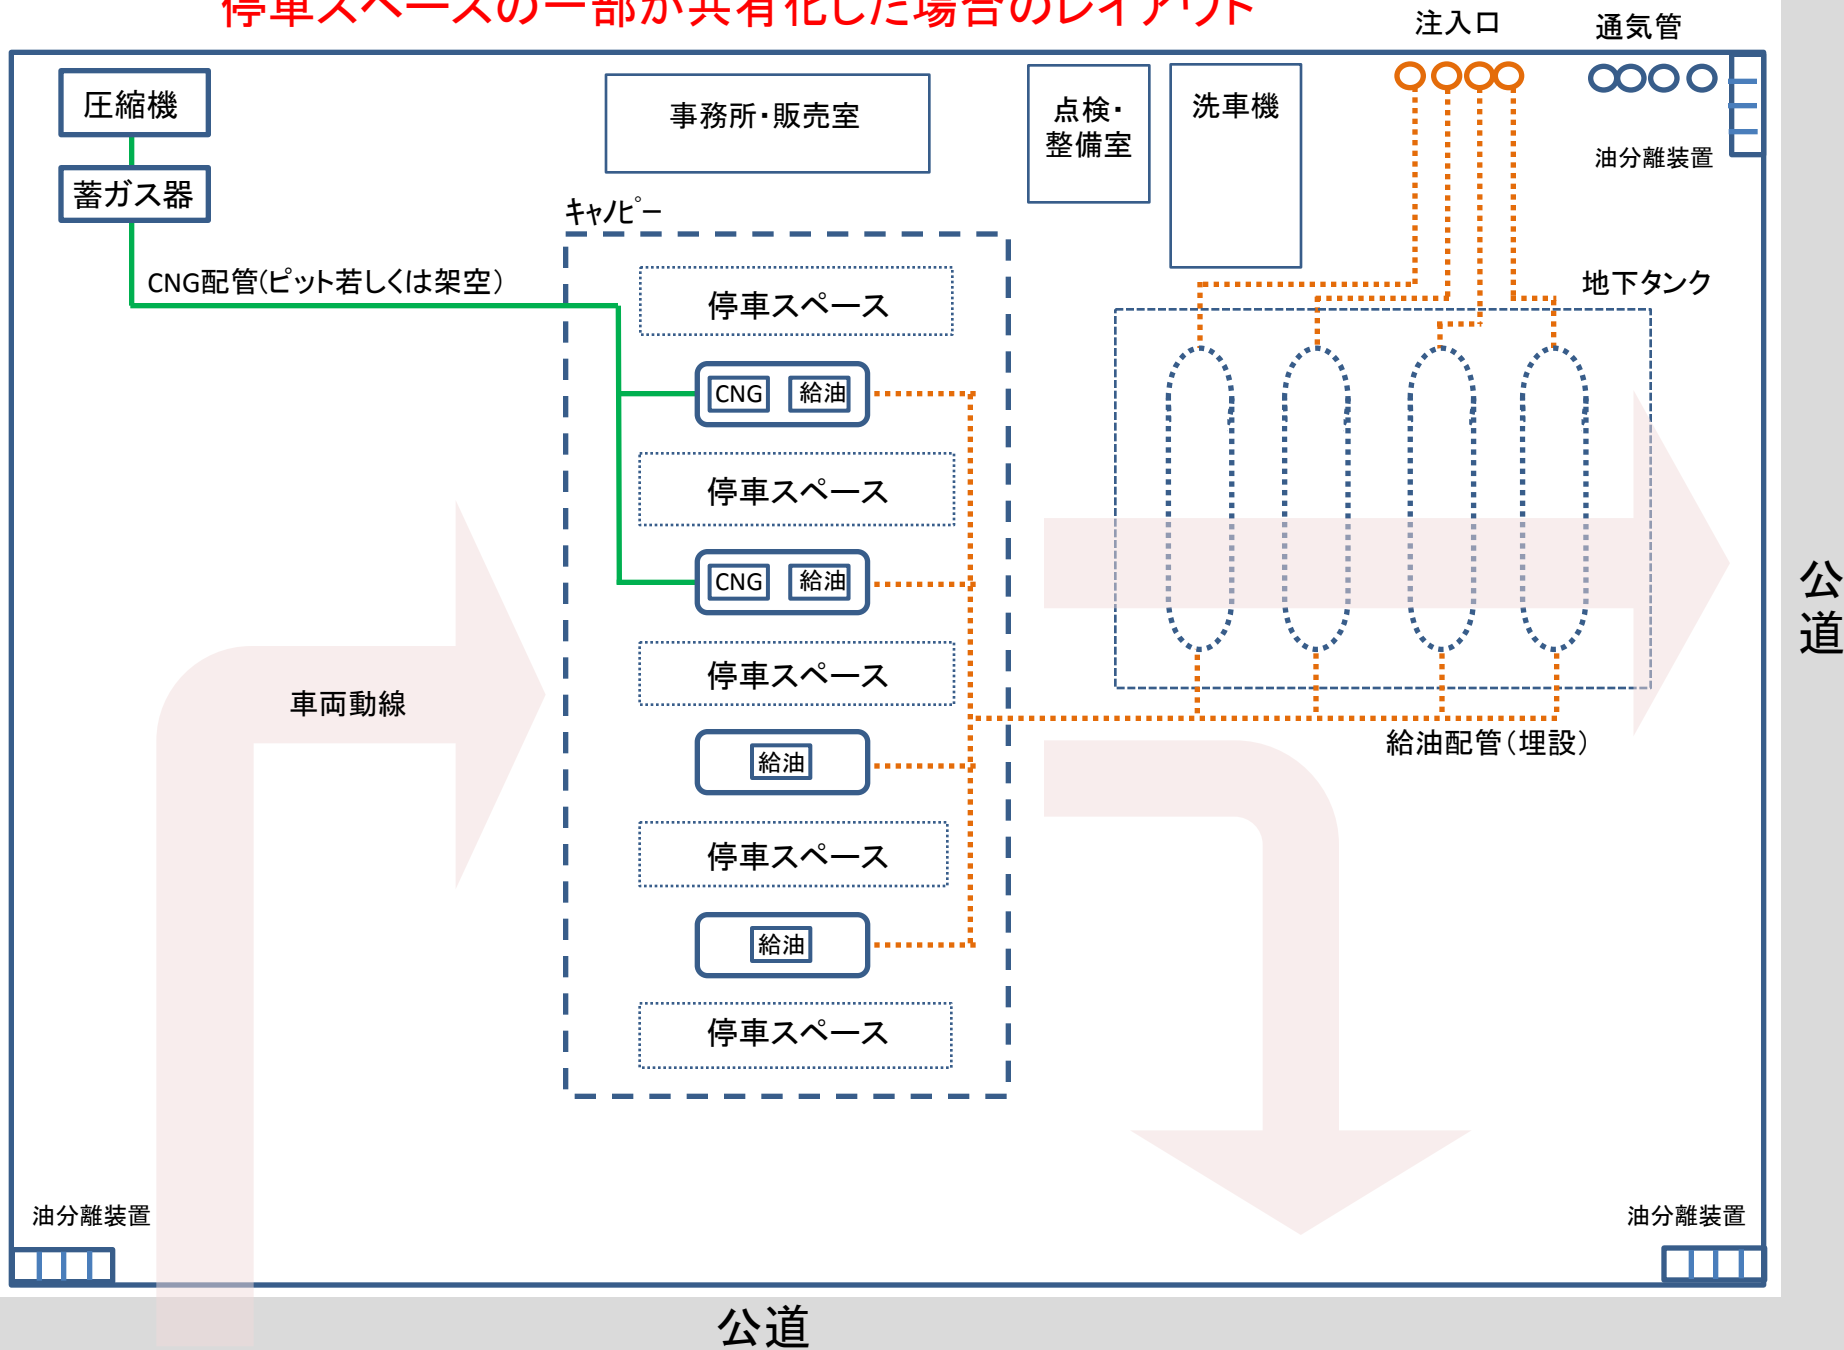 停車スペースの一部が共有化した場合のレイアウト
注入口
通気管
圧縮機
事務所・販売室
点検・
整備室
洗車機
油分離装置
蓄ガス器
キャノピー
CNG配管(ピット若しくは架空)
停車スペース
地下タンク
CNG
給油
停車スペース
CNG
給油
公
道
停車スペース
車両動線
給油配管(埋設)
給油
停車スペース
給油
停車スペース
油分離装置
油分離装置
公道